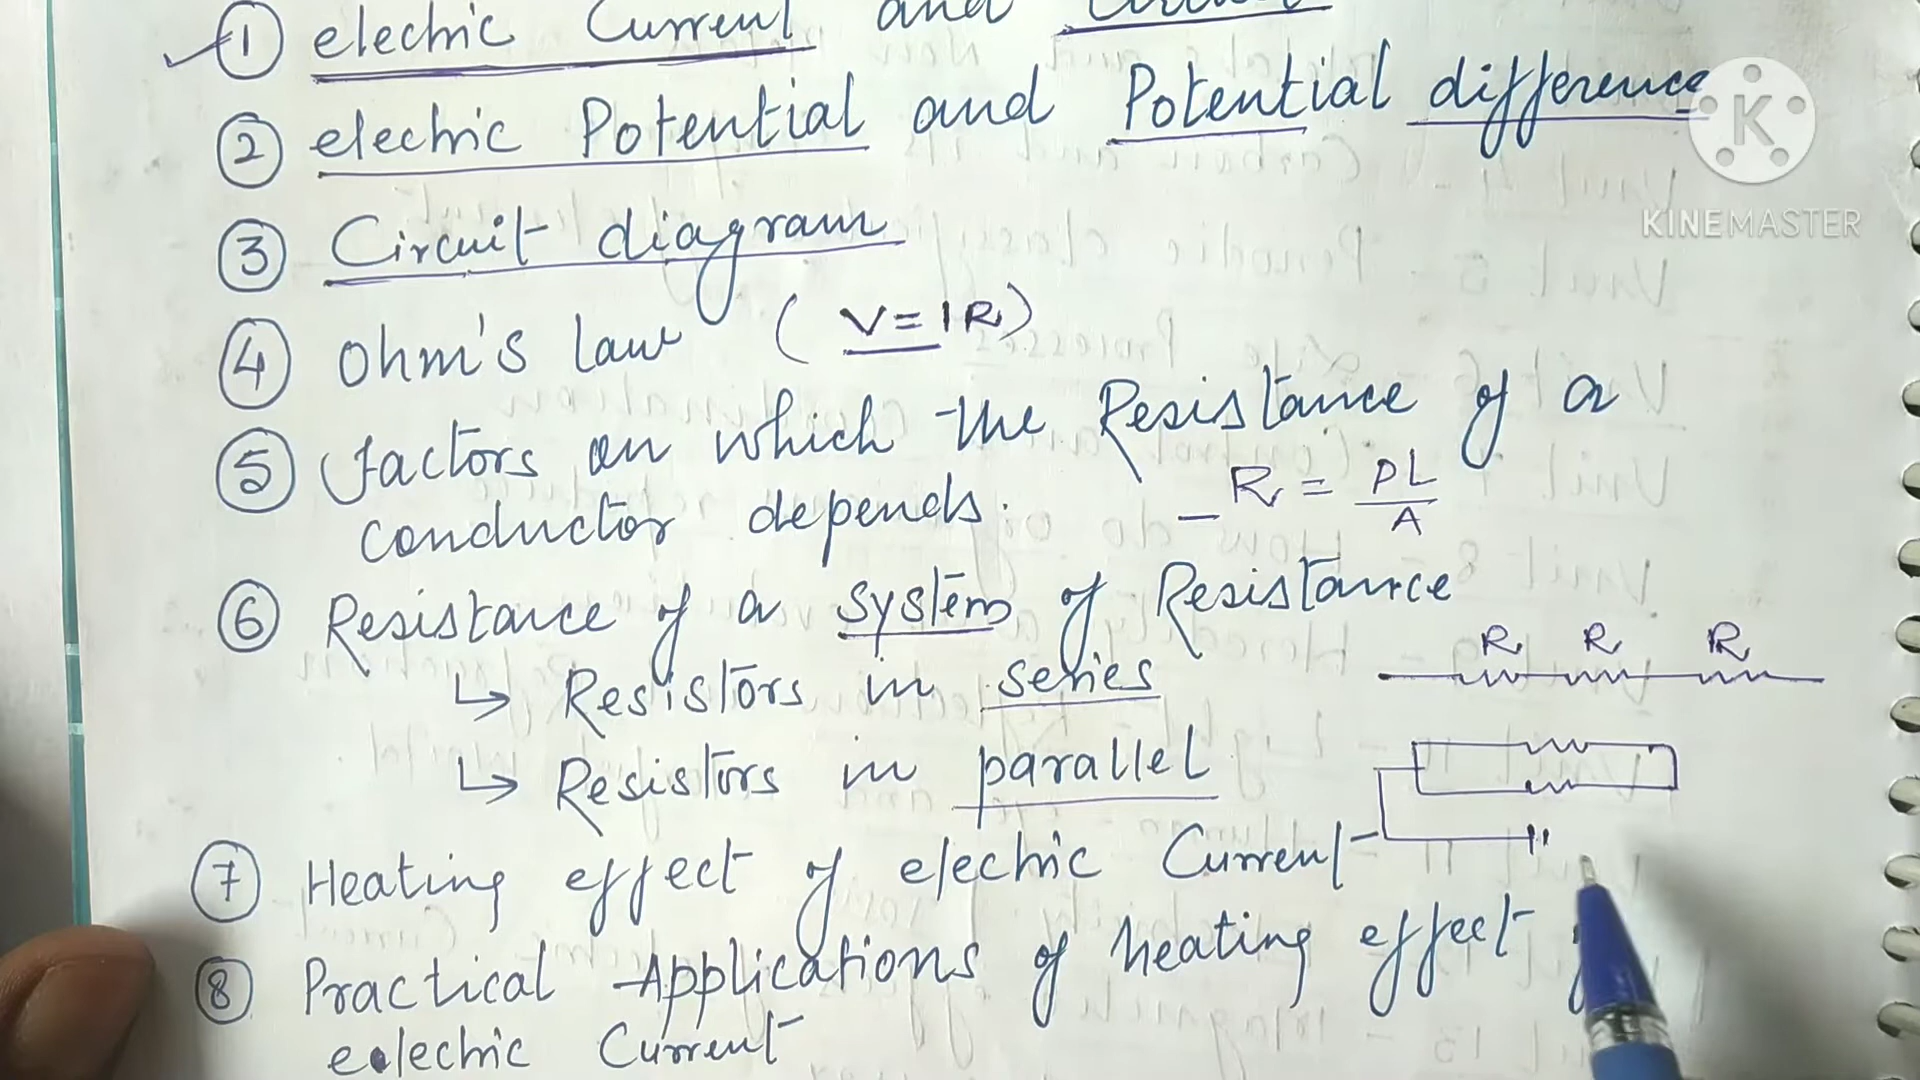 ① electric Current and Circuit
② electric Potential and Potential difference
K
KINEMASTER
③ Circuit diagram
④ Ohm's law ( V = IR )
⑤ Factors on which the Resistance of a
conductor depends. - R = ρL/A
⑥ Resistance of a system of Resistance
R R R
↳ Resistors in series
↳ Resistors in parallel
⑦ Heating effect of electric Current
⑧ Practical Applications of heating effect
electric Current